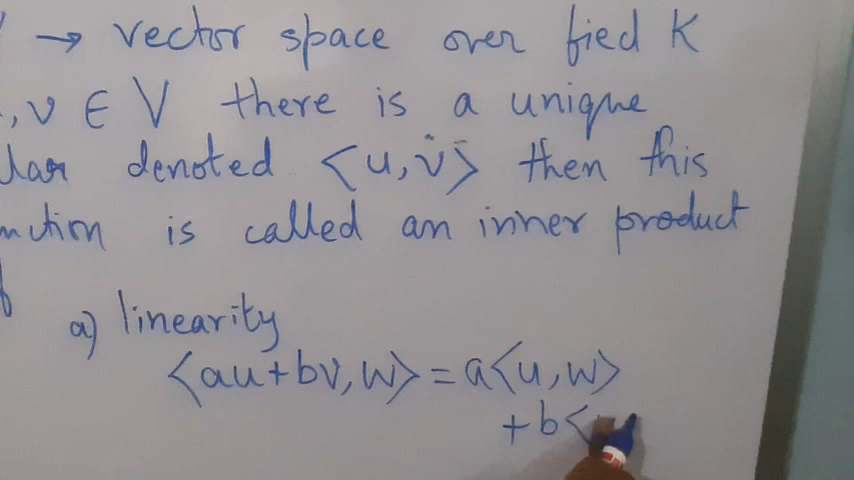 → vector space over fied K
, v ∈ V there is a unique
denoted ⟨u, v⟩ then this
is called an inner product
a) linearity
⟨au+bv, w⟩ = a⟨u, w⟩
+ b⟨